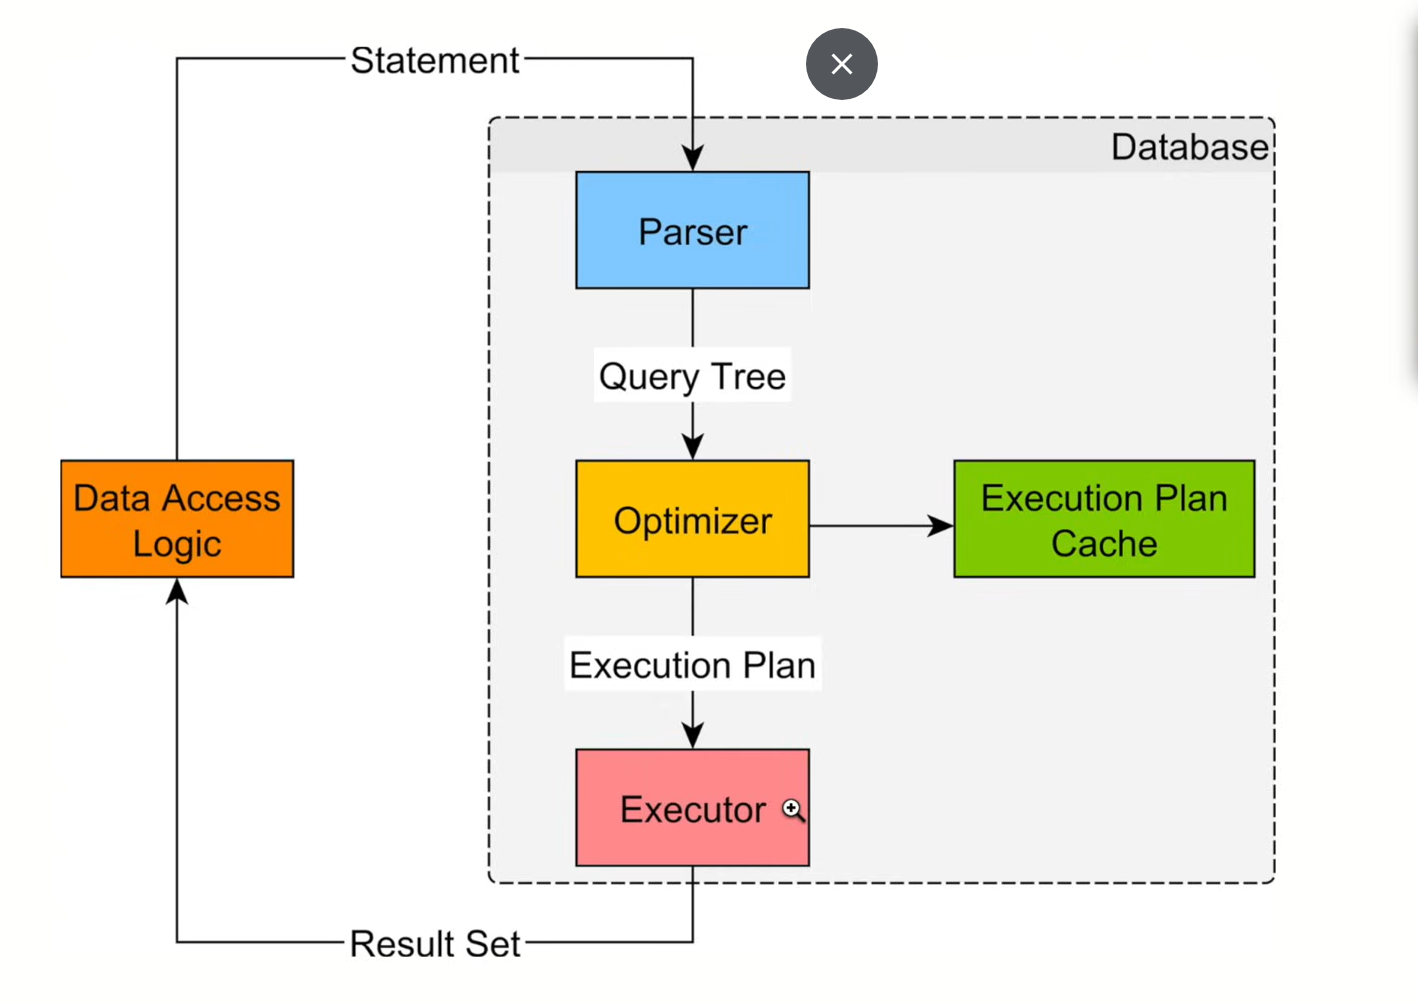 Statement
Database
Parser
Query Tree
Data Access
Logic
Optimizer
Execution Plan
Cache
Execution Plan
Executor
Result Set